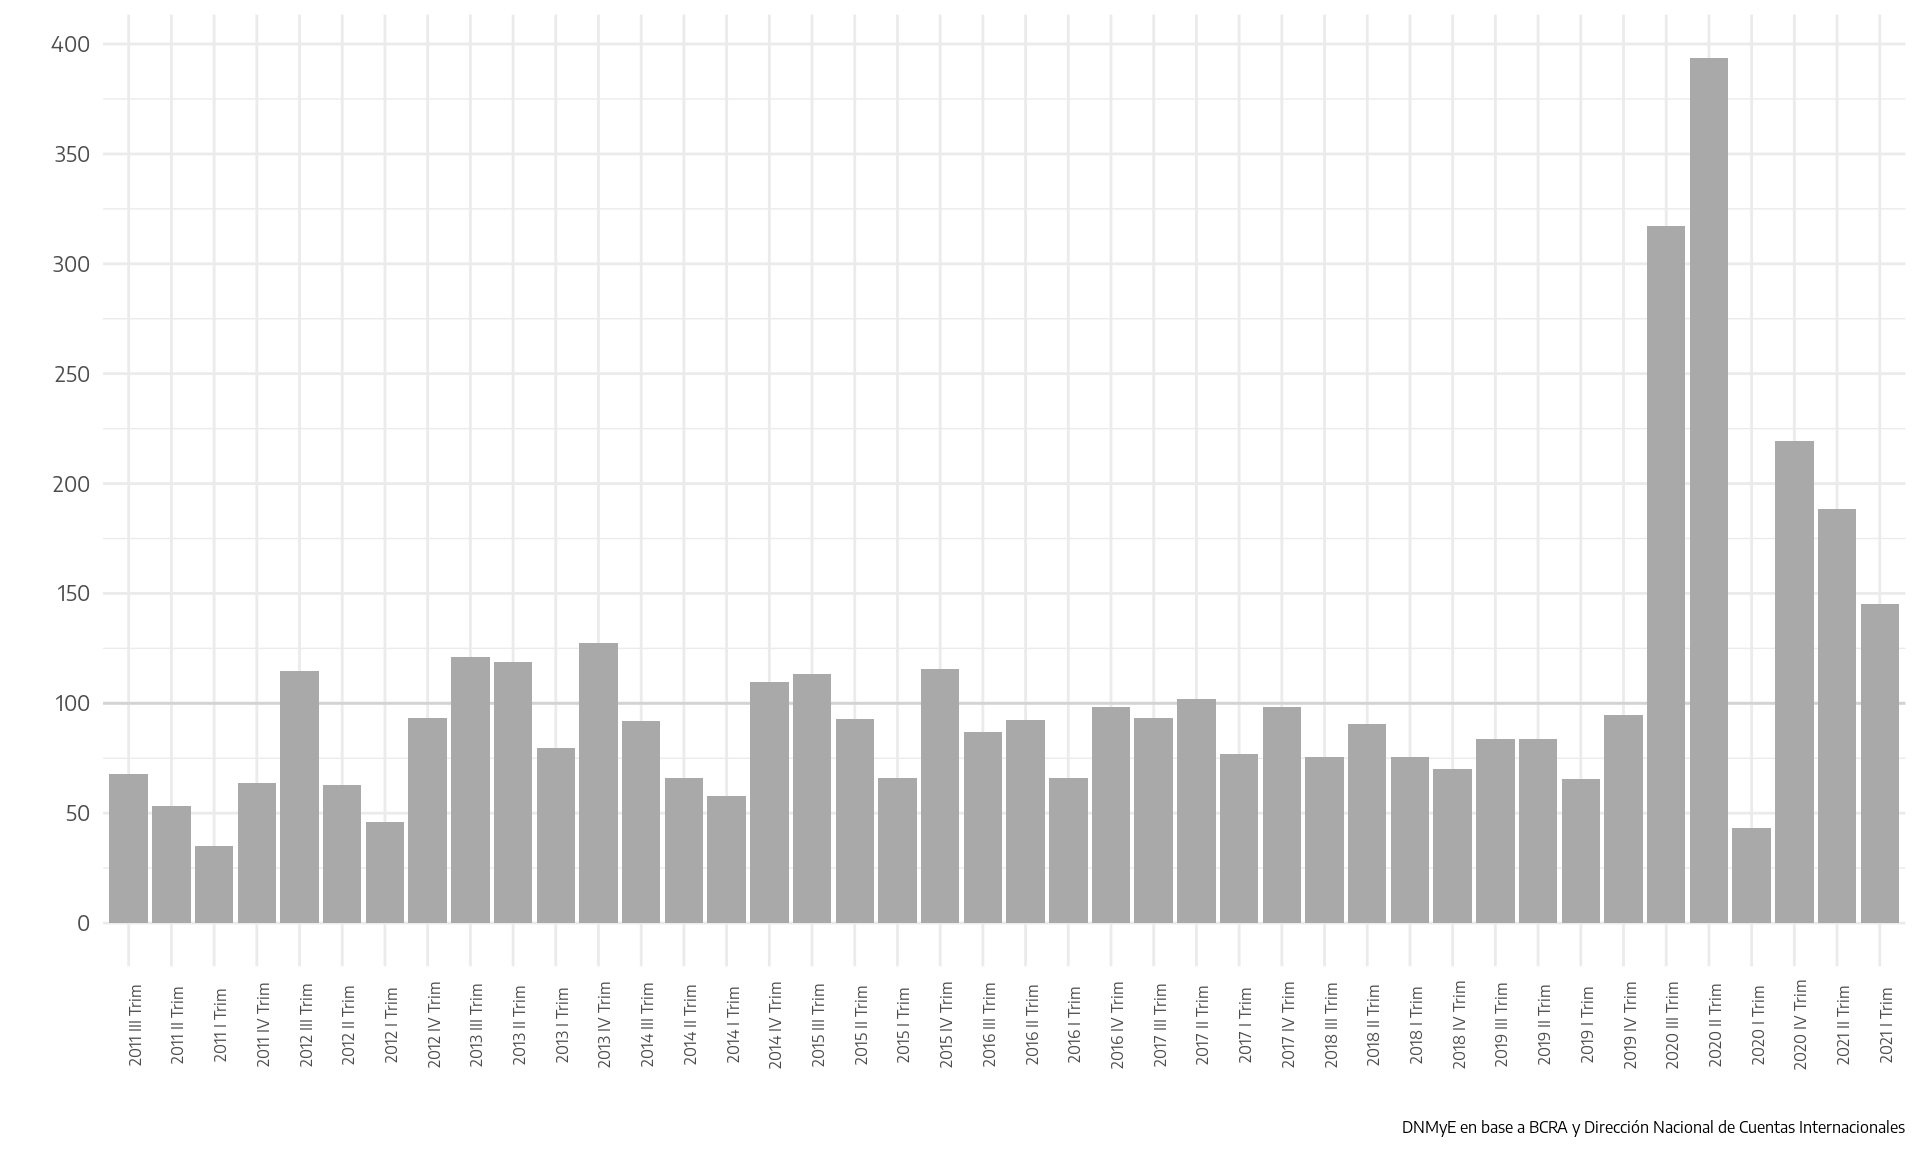 400
350
300
250
200
150
100
50
0
2011 III Trim
2011 II Trim
2011 I Trim
2011 IV Trim
2012 III Trim
2012 II Trim
2012 I Trim
2012 IV Trim
2013 III Trim
2013 II Trim
2013 I Trim
2013 IV Trim
2014 III Trim
2014 II Trim
2014 I Trim
2014 IV Trim
2015 III Trim
2015 II Trim
2015 I Trim
2015 IV Trim
2016 III Trim
2016 II Trim
2016 I Trim
2016 IV Trim
2017 III Trim
2017 II Trim
2017 I Trim
2017 IV Trim
2018 III Trim
2018 II Trim
2018 I Trim
2018 IV Trim
2019 III Trim
2019 II Trim
2019 I Trim
2019 IV Trim
2020 III Trim
2020 II Trim
2020 I Trim
2020 IV Trim
2021 II Trim
2021 I Trim
DNMyE en base a BCRA y Dirección Nacional de Cuentas Internacionales